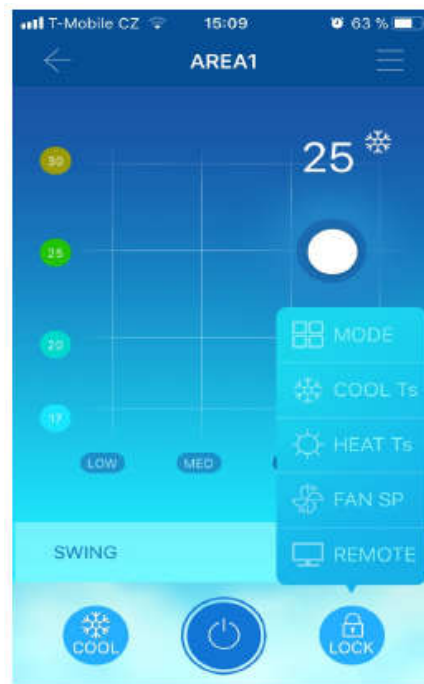 T-Mobile CZ 15:09 63 %
AREA1
25
30
25
20
17
LOW MED
MODE
COOL Ts
HEAT Ts
FAN SP
REMOTE
SWING
COOL
LOCK